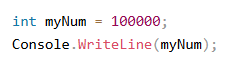 int myNum = 100000;
Console.WriteLine(myNum);